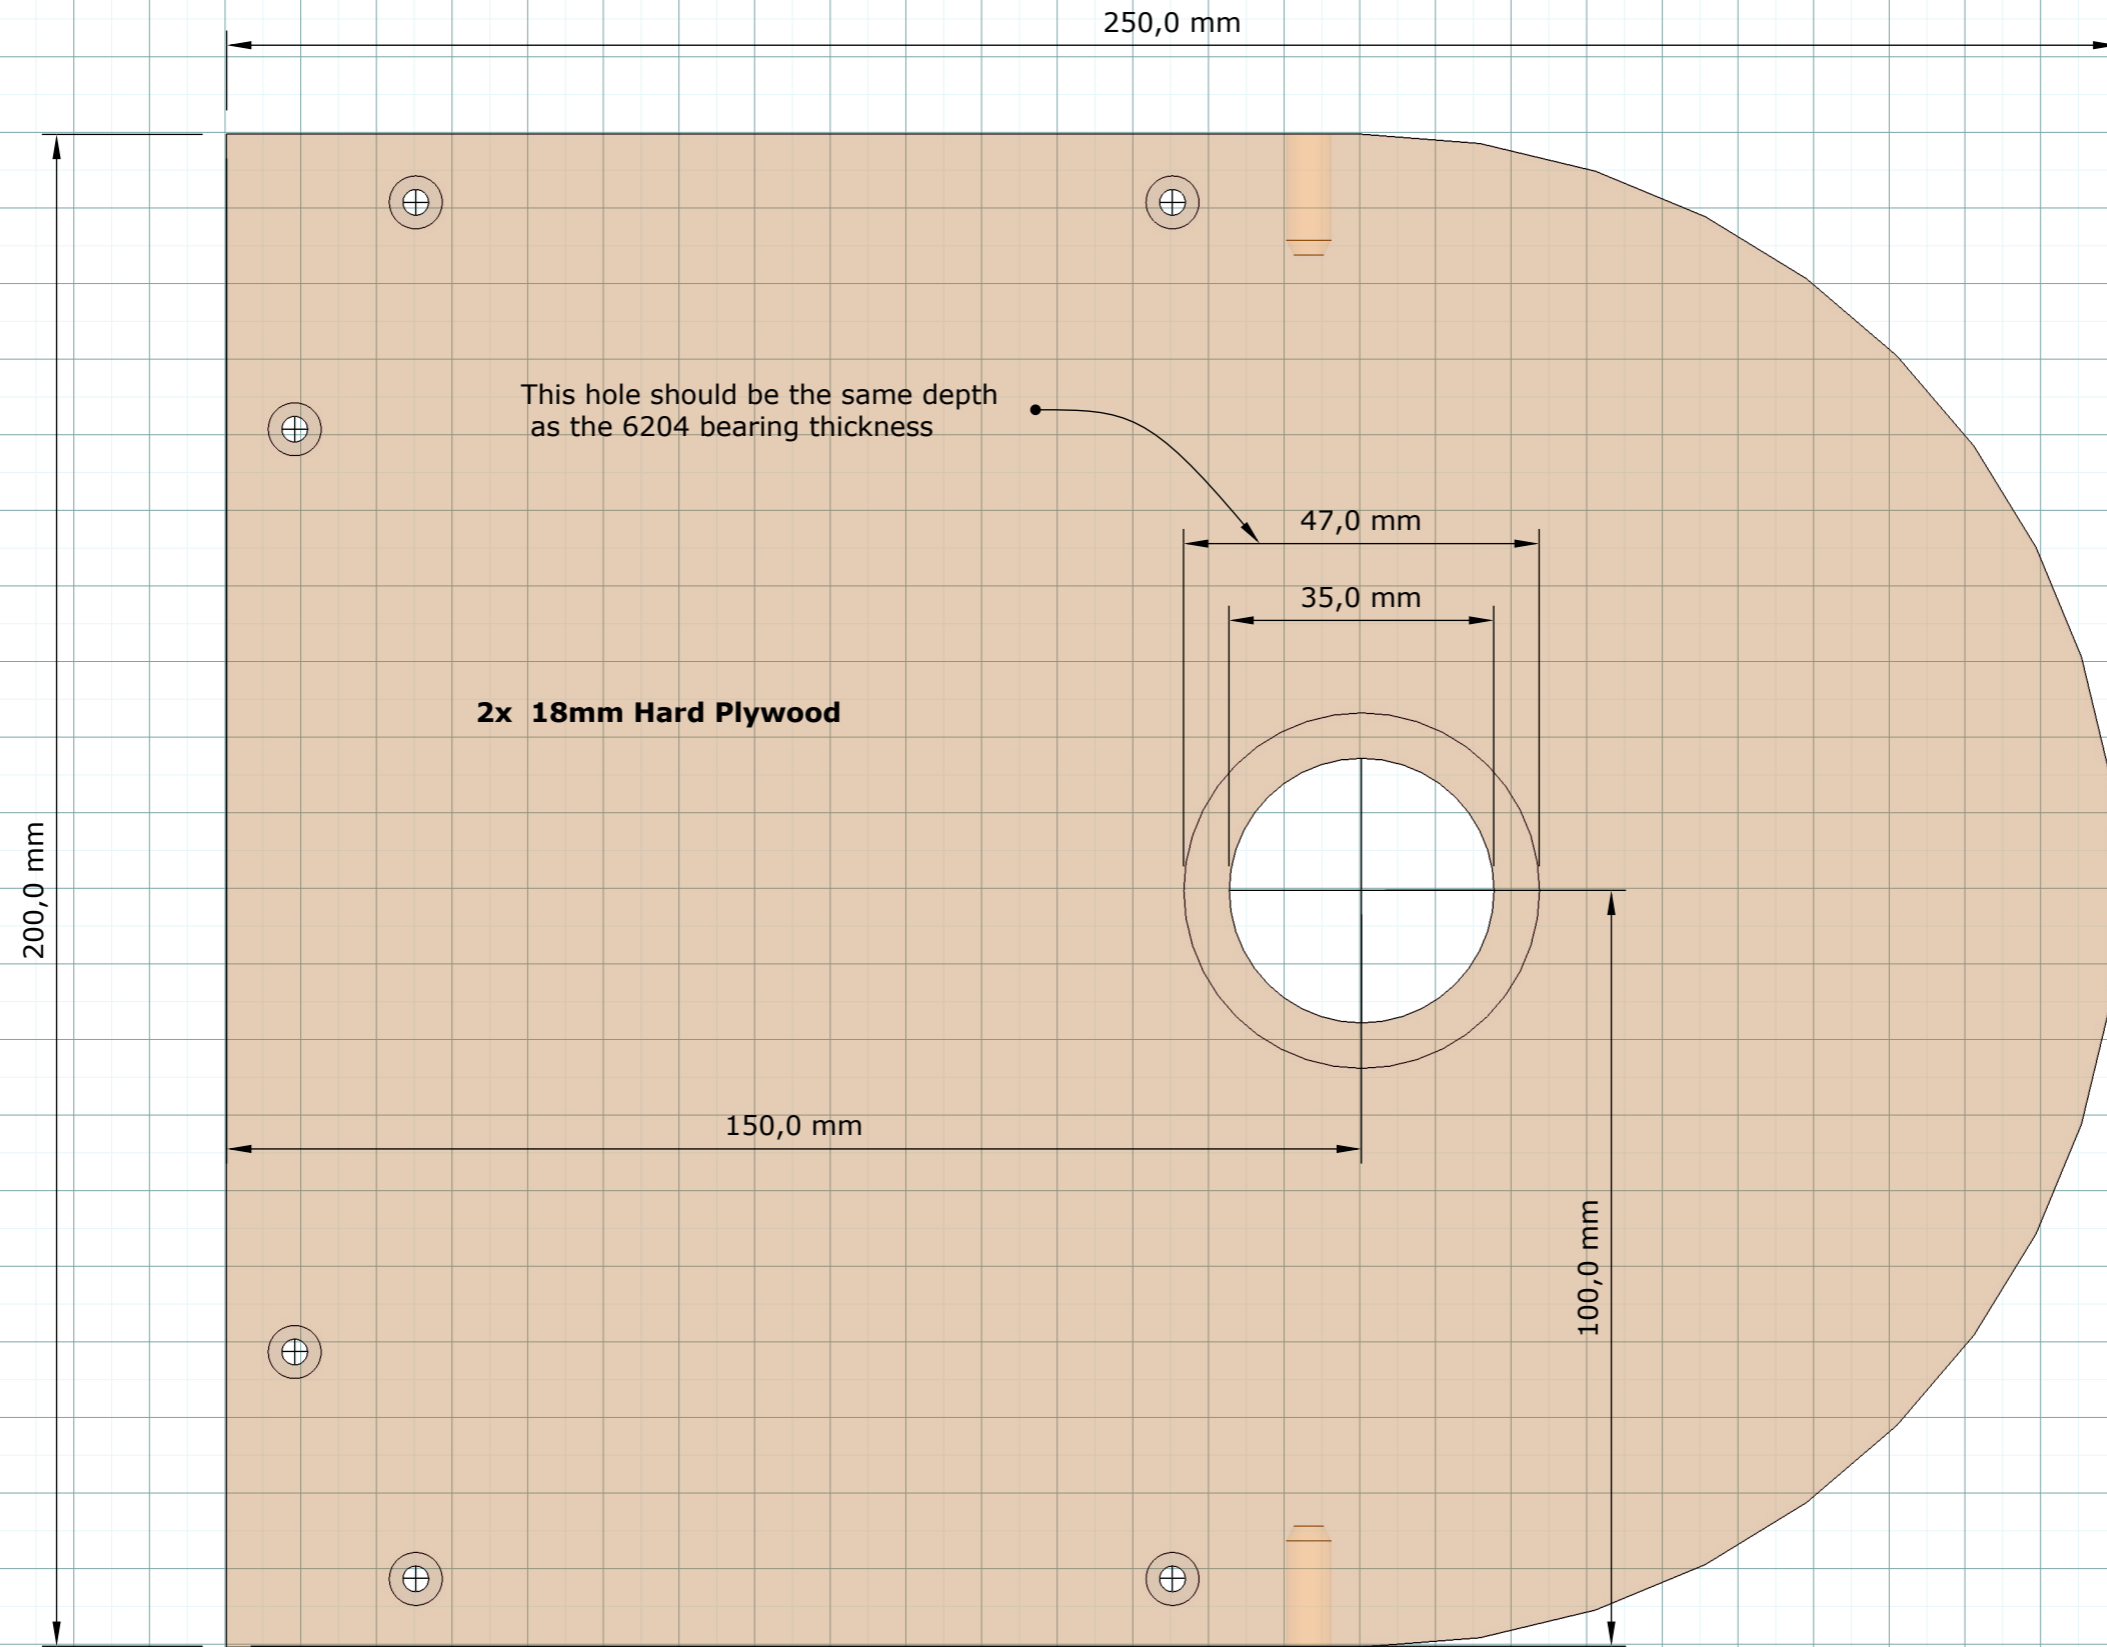 250,0 mm
This hole should be the same depth
as the 6204 bearing thickness
47,0 mm
35,0 mm
2x 18mm Hard Plywood
200,0 mm
150,0 mm
100,0 mm